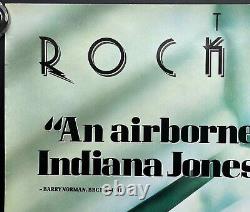 T
ROCK
"An airborne
Indiana Jones
- BARRY NORMAN, BBC